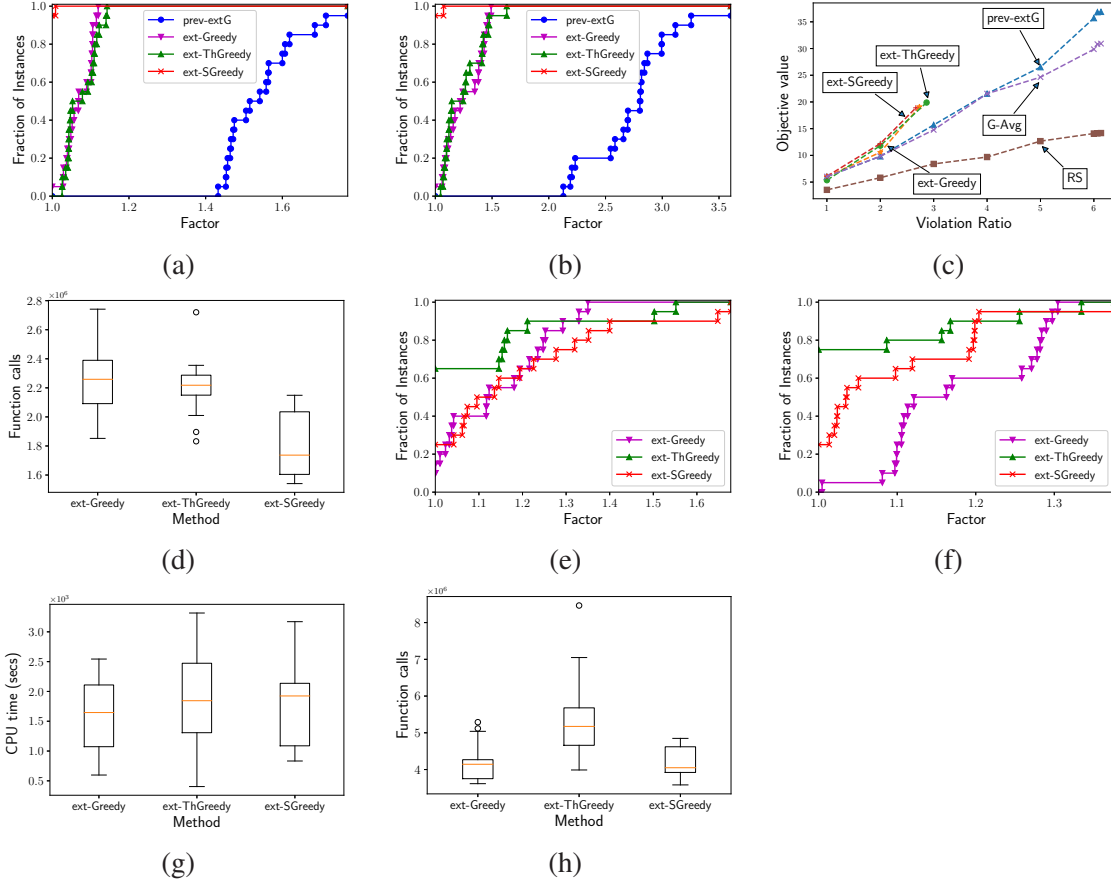 1.0
0.8
0.6
0.4
0.2
0.0
Fraction of Instances
prev-extG
ext-Greedy
ext-ThGreedy
ext-SGreedy
1.0 1.2 1.4 1.6
Factor
(a)
1.0
0.8
0.6
0.4
0.2
0.0
Fraction of Instances
prev-extG
ext-Greedy
ext-ThGreedy
ext-SGreedy
1.0 1.5 2.0 2.5 3.0 3.5
Factor
(b)
35
30
25
20
15
10
5
Objective value
prev-extG
ext-ThGreedy
ext-SGreedy
G-Avg
ext-Greedy
RS
1 2 3 4 5 6
Violation Ratio
(c)
×10⁶
2.8
2.6
2.4
2.2
2.0
1.8
1.6
Function calls
ext-Greedy ext-ThGreedy ext-SGreedy
Method
(d)
1.0
0.8
0.6
0.4
0.2
0.0
Fraction of Instances
ext-Greedy
ext-ThGreedy
ext-SGreedy
1.0 1.1 1.2 1.3 1.4 1.5 1.6
Factor
(e)
1.0
0.8
0.6
0.4
0.2
0.0
Fraction of Instances
ext-Greedy
ext-ThGreedy
ext-SGreedy
1.0 1.1 1.2 1.3
Factor
(f)
×10³
3.0
2.5
2.0
1.5
1.0
0.5
CPU time (secs)
ext-Greedy ext-ThGreedy ext-SGreedy
Method
(g)
×10⁶
8
7
6
5
4
Function calls
ext-Greedy ext-ThGreedy ext-SGreedy
Method
(h)